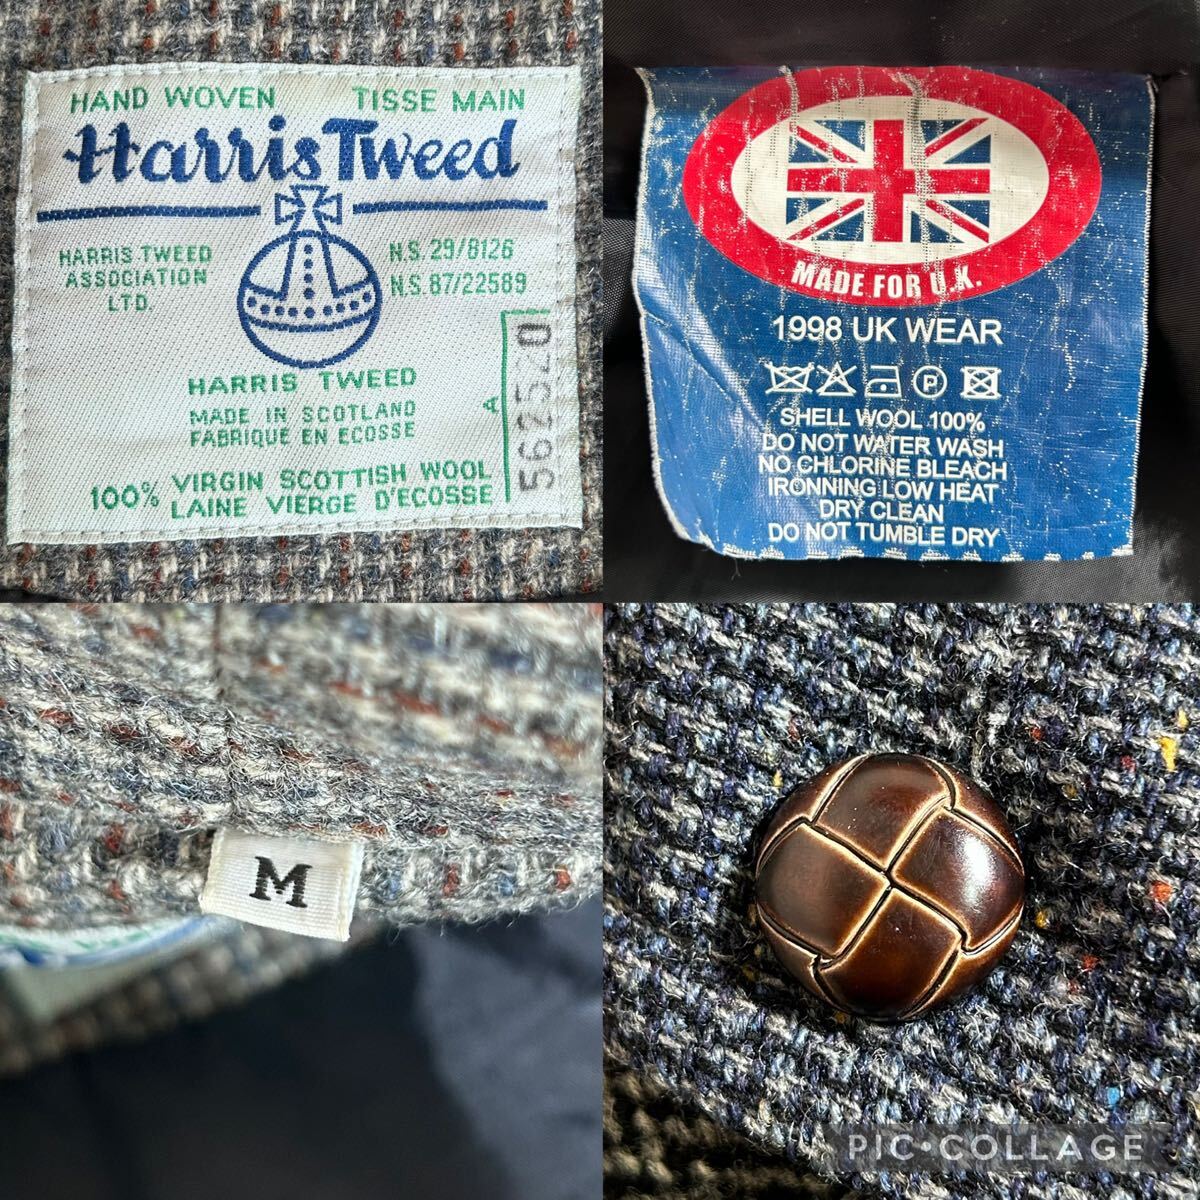 HAND WOVEN TISSE MAIN
Harris Tweed
HARRIS TWEED
ASSOCIATION
LTD.
N.S. 29/8126
N.S. 87/22589
HARRIS TWEED
MADE IN SCOTLAND
FABRIQUE EN ECOSSE
100% VIRGIN SCOTTISH WOOL
LAINE VIERGE D'ECOSSE
A
562520
MADE FOR U.K.
1998 UK WEAR
P
SHELL WOOL 100%
DO NOT WATER WASH
NO CHLORINE BLEACH
IRONNING LOW HEAT
DRY CLEAN
DO NOT TUMBLE DRY
M
PIC•COLLAGE